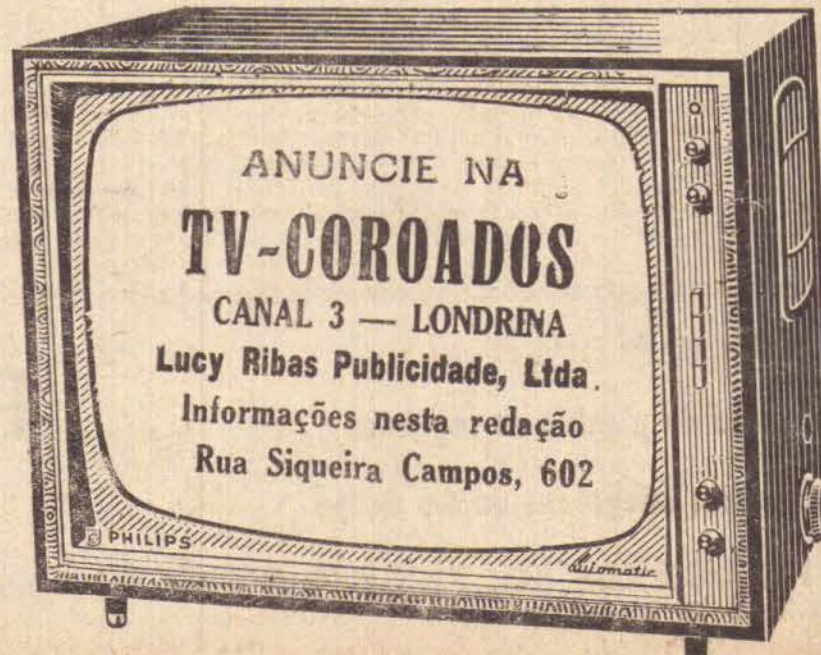 ANUNCIE NA
TV-COROADOS
CANAL 3 — LONDRINA
Lucy Ribas Publicidade, Ltda.
Informações nesta redação
Rua Siqueira Campos, 602
PHILIPS
Automatic